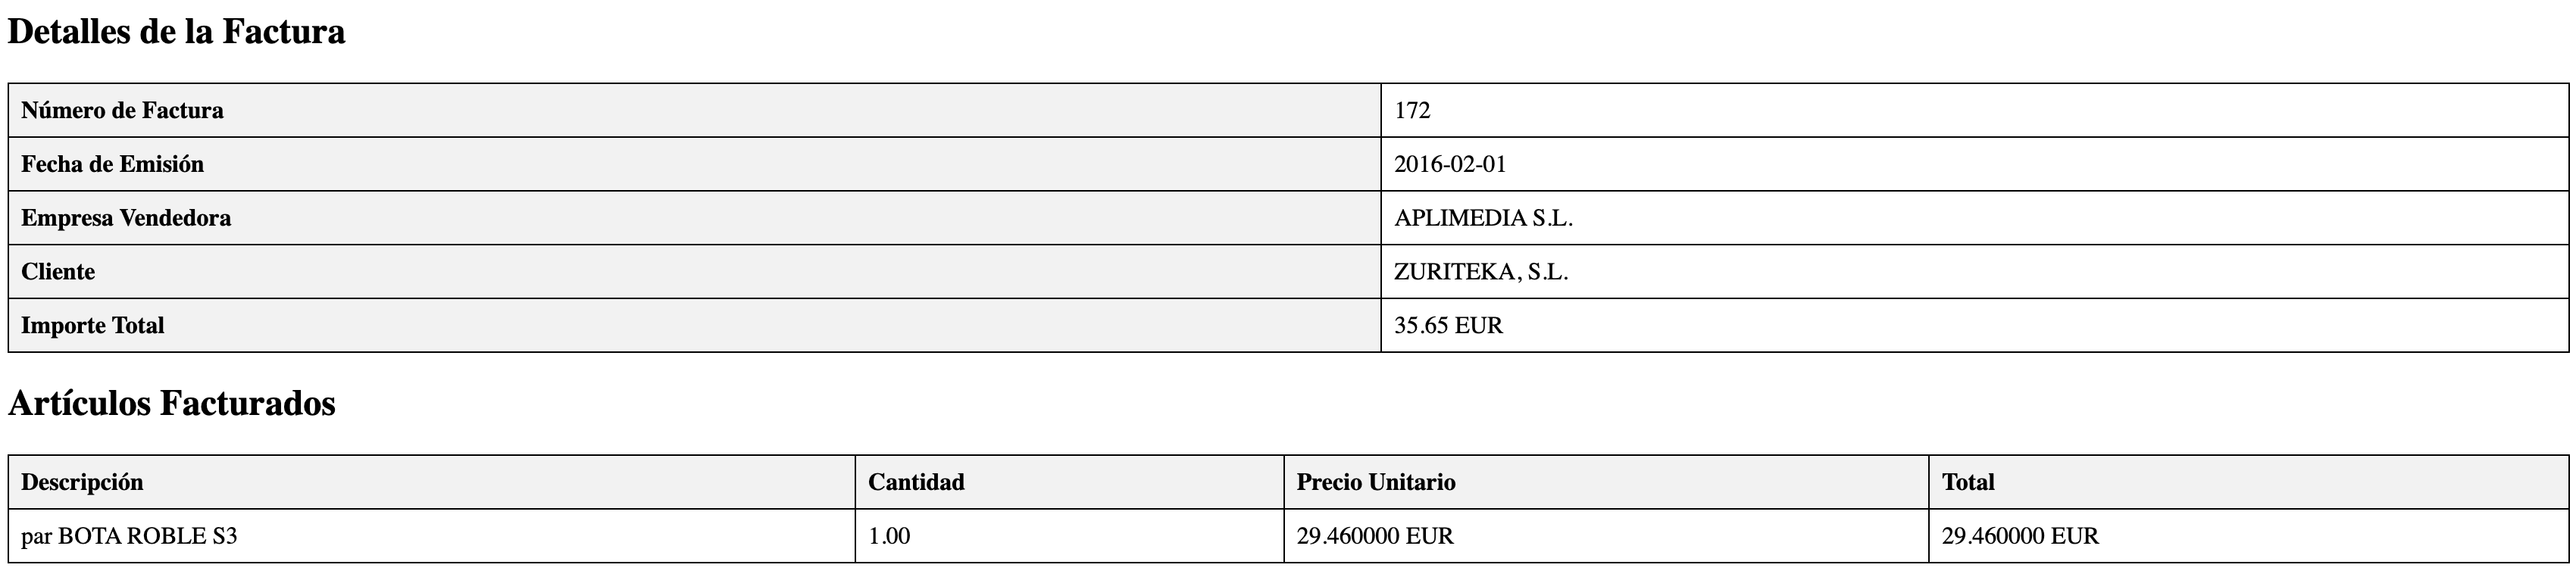 Detalles de la Factura
Número de Factura 172
Fecha de Emisión 2016-02-01
Empresa Vendedora APLIMEDIA S.L.
Cliente ZURITEKA, S.L.
Importe Total 35.65 EUR
Artículos Facturados
Descripción Cantidad Precio Unitario Total
par BOTA ROBLE S3 1.00 29.460000 EUR 29.460000 EUR